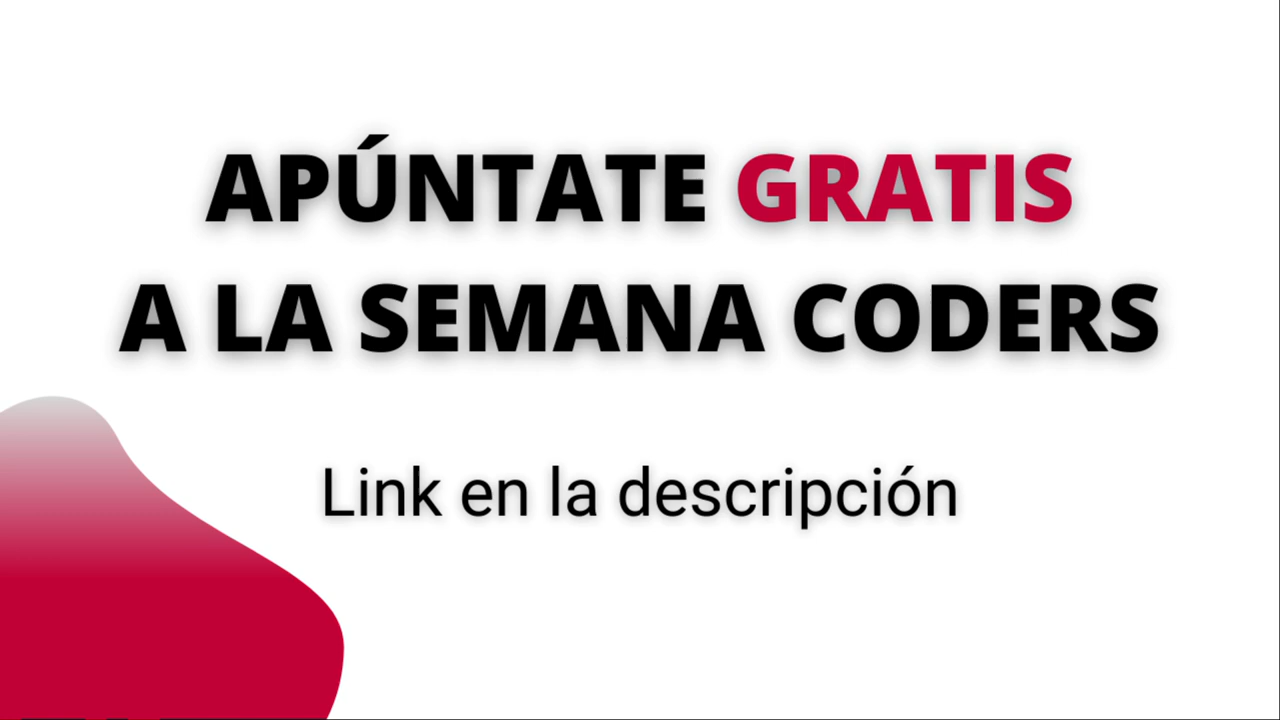 APÚNTATE GRATIS
A LA SEMANA CODERS
Link en la descripción